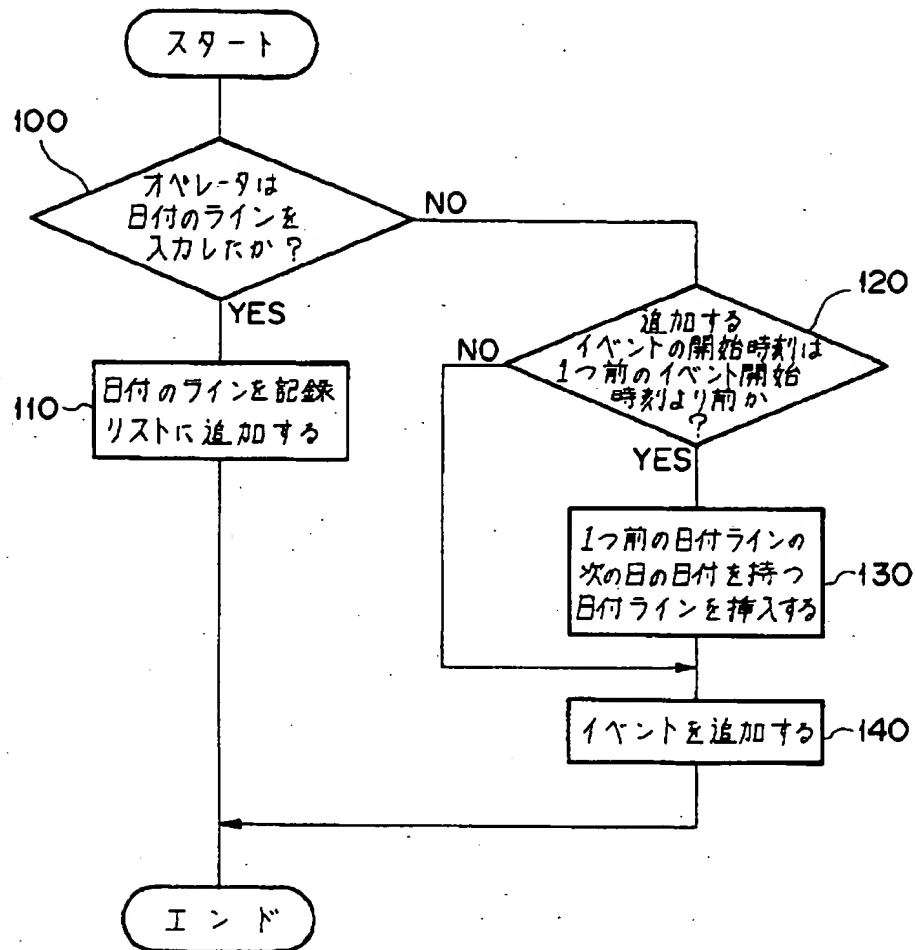 スタート
100
オペレータは
日付のラインを
入力したか?
NO
YES
120
追加する
イベントの開始時刻は
1つ前のイベント開始
時刻より前か
?
NO
YES
110
日付のラインを記録
リストに追加する
1つ前の日付ラインの
次の日の日付を持つ
日付ラインを挿入する
130
イベントを追加する
140
エンド